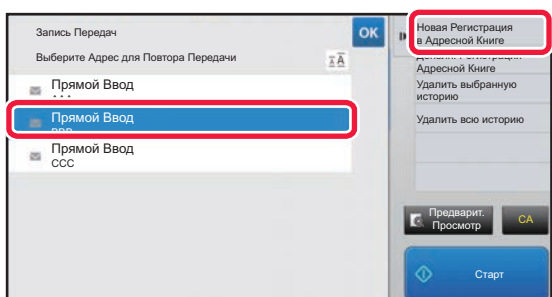 Запись Передач
OK
Выберите Адрес для Повтора Передачи
Прямой Ввод
Прямой Ввод
Прямой Ввод
CCC
Новая Регистрация
в Адресной Книге
Адресной Книге
Удалить выбранную
историю
Удалить всю историю
Предварит.
Просмотр
CA
Старт